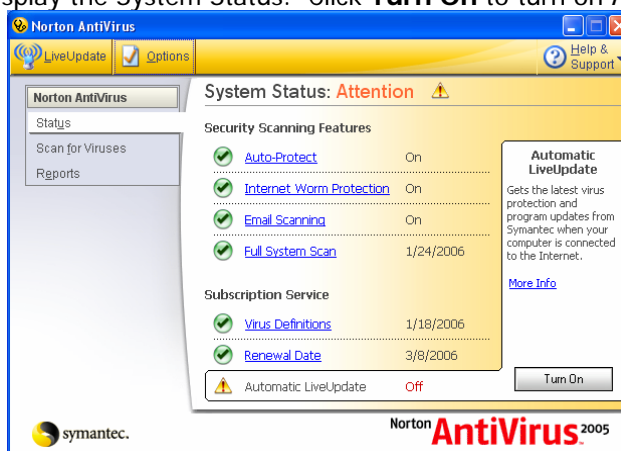 splay the System Status. Click Turn On to turn on
Norton AntiVirus
LiveUpdate Options Help & Support
Norton AntiVirus
Status
Scan for Viruses
Reports
System Status: Attention
Security Scanning Features
Auto-Protect On
Internet Worm Protection On
Email Scanning On
Full System Scan 1/24/2006
Subscription Service
Virus Definitions 1/18/2006
Renewal Date 3/8/2006
Automatic LiveUpdate Off
Automatic
LiveUpdate
Gets the latest virus
protection and
program updates from
Symantec when your
computer is connected
to the Internet.
More Info
Turn On
symantec.
Norton AntiVirus 2005